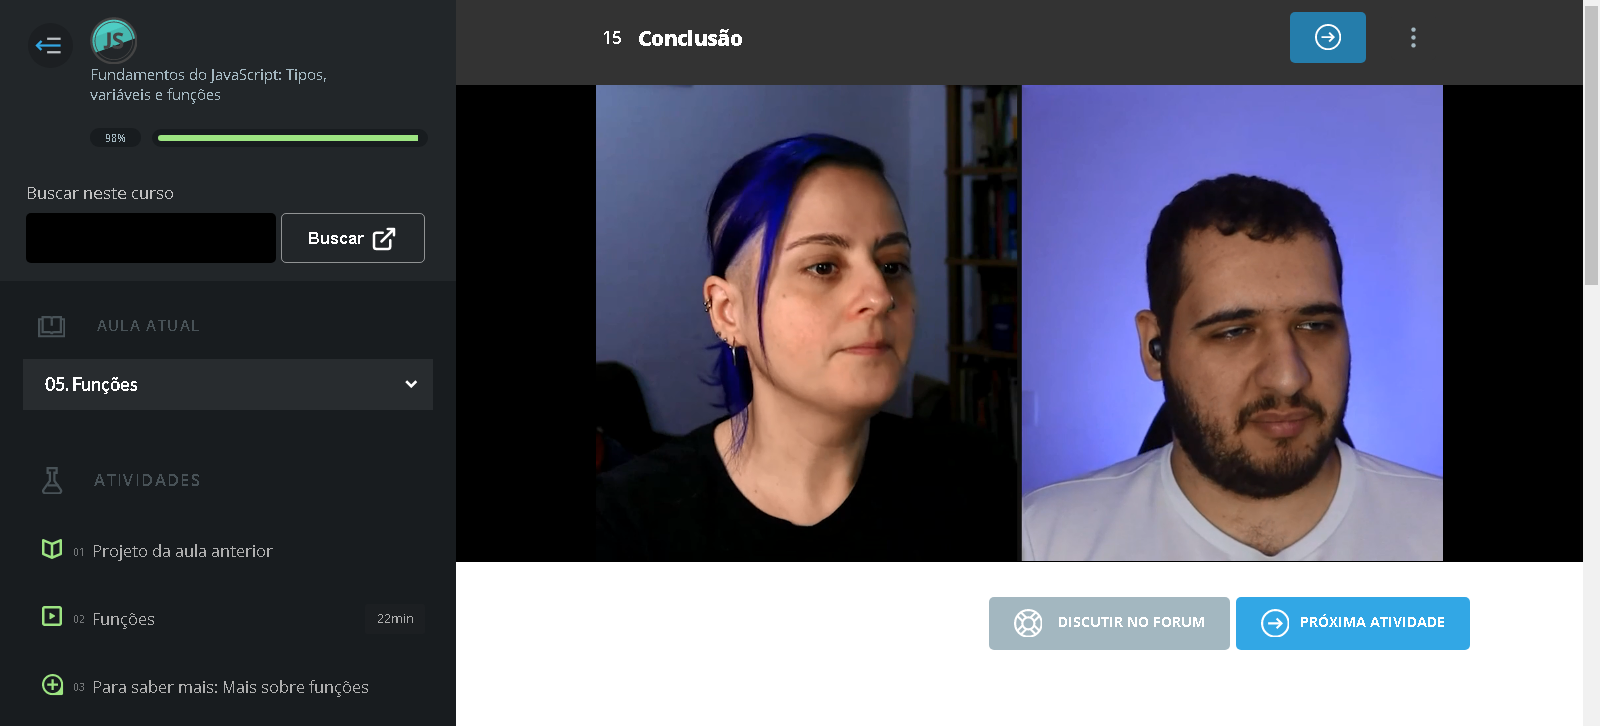 JS
Fundamentos do JavaScript: Tipos,
variáveis e funções
98%
Buscar neste curso
Buscar
AULA ATUAL
05. Funções
ATIVIDADES
01 Projeto da aula anterior
02 Funções 22min
03 Para saber mais: Mais sobre funções
15 Conclusão
DISCUTIR NO FORUM
PRÓXIMA ATIVIDADE